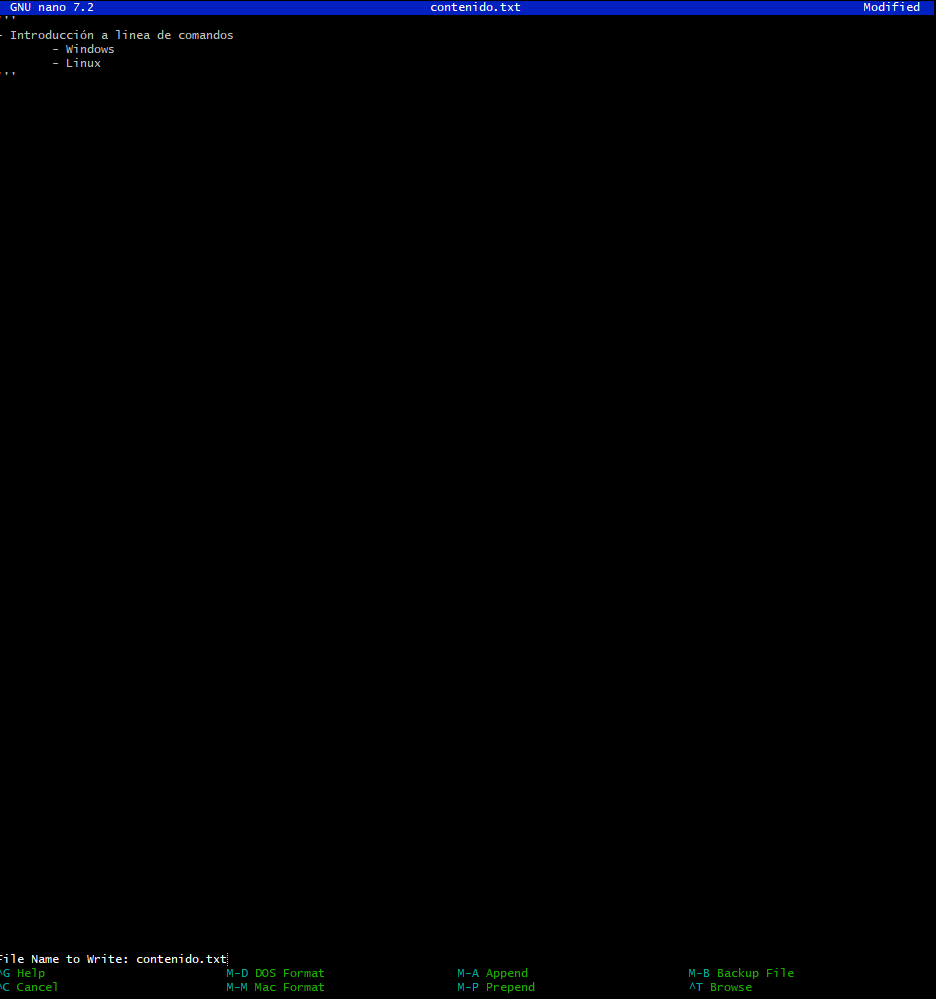 GNU nano 7.2 contenido.txt Modified
'''
- Introducción a linea de comandos
- Windows
- Linux
'''
File Name to Write: contenido.txt
^G Help M-D DOS Format M-A Append M-B Backup File
^C Cancel M-M Mac Format M-P Prepend ^T Browse